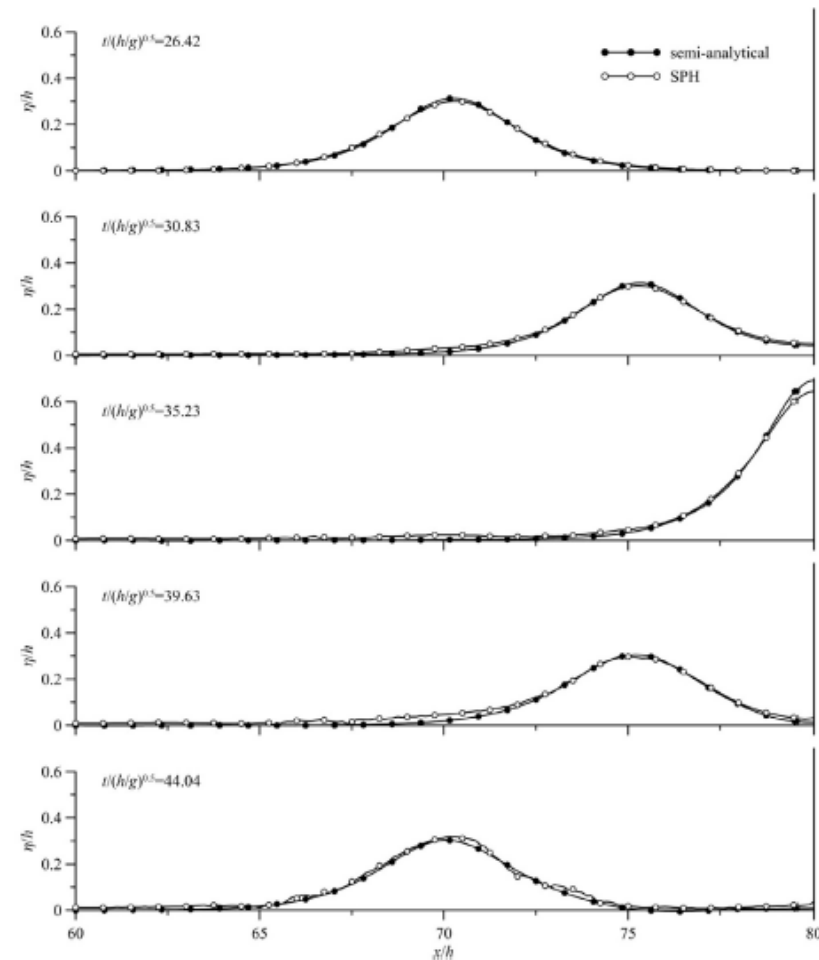 t/(h/g)^0.5=26.42
semi-analytical
SPH
0.6
0.4
0.2
0
η/h
t/(h/g)^0.5=30.83
0.6
0.4
0.2
0
η/h
t/(h/g)^0.5=35.23
0.6
0.4
0.2
0
η/h
t/(h/g)^0.5=39.63
0.6
0.4
0.2
0
η/h
t/(h/g)^0.5=44.04
0.6
0.4
0.2
0
η/h
60 65 70 75 80
x/h